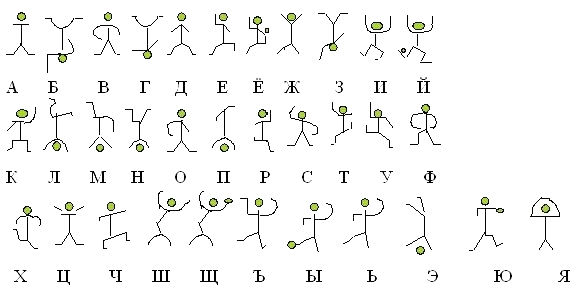 А Б В Г Д Е Ё Ж З И Й
К Л М Н О П Р С Т У Ф
Х Ц Ч Ш Щ Ъ Ы Ь Э Ю Я